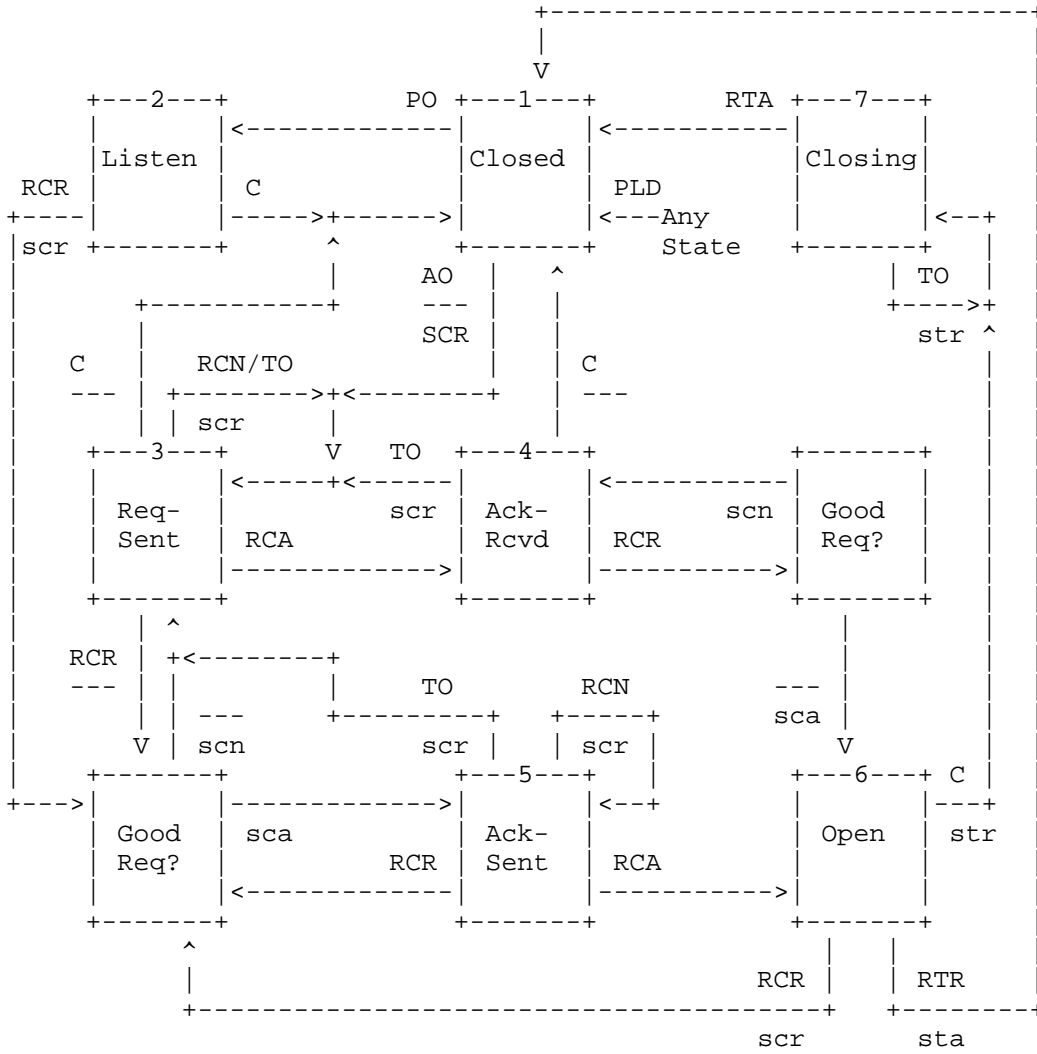 +---------------------------------+
|
V
+---2---+ PO +---1---+ RTA +---7---+
| |<-------------| |<------------| |
|Listen | |Closed | |Closing|
RCR | | C | | PLD | |
+----| |----->+------->| |<---Any | |<--+
|scr +-------+ ^ +-------+ State +-------+ |
| | AO | ^ | TO |
| +------------+ --- | | +---->+
| | SCR | | str ^
| C | RCN/TO | | C |
| --- | +--------->+<---------+ | --- |
| | | scr | | |
| +---3---+ V TO +---4---+ +-------+ |
| | |<-----+<------| |<------------| | |
| | Req- | scr | Ack- | scn | Good | |
| | Sent | RCA | Rcvd | RCR | Req? | |
| | |------------->| |------------>| | |
| +-------+ +-------+ +-------+ |
| | ^ | |
| RCR | +<---------+ | |
| --- | | | TO RCN --- | |
| | | --- +----------+ +-----+ sca | |
| V | scn scr | | scr | V |
| +-------+ +---5---+ | +---6---+ C |
+--->| |------------->| |<--+ | |---+
| Good | sca | Ack- | | Open | str
| Req? | RCR | Sent | RCA | |
| |<-------------| |------------>| |
+-------+ +-------+ +-------+
^ | |
| RCR | | RTR
+----------------------------------------+ +---------+
scr sta